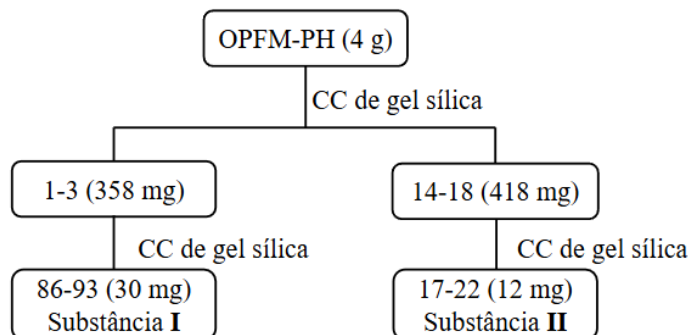 OPFM-PH (4 g)
CC de gel sílica
1-3 (358 mg)
14-18 (418 mg)
CC de gel sílica
CC de gel sílica
86-93 (30 mg)
Substância I
17-22 (12 mg)
Substância II